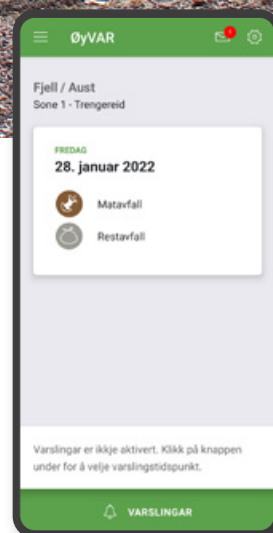 ØyVAR
Fjell / Aust
Sone 1 - Trengereid
FREDAG
28. januar 2022
Matavfall
Restavfall
Varslingar er ikkje aktivert. Klikk på knappen
under for å velje varslingstidspunkt.
VARSLINGAR